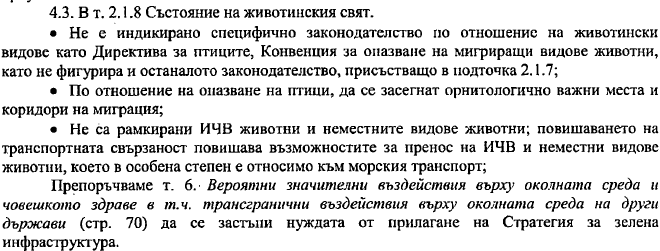 4.3. В т. 2.1.8 Състояние на животинския свят.
• Не е индикирано специфично законодателство по отношение на животински
видове като Директива за птиците, Конвенция за опазване на мигриращи видове животни,
като не фигурира и останалото законодателство, присъстващо в подточка 2.1.7;
• По отношение на опазване на птици, да се засегнат орнитологично важни места и
коридори на миграция;
• Не са рамкирани ИЧВ животни и неместните видове животни; повишаването на
транспортната свързаност повишава възможностите за пренос на ИЧВ и неместни видове
животни, което в особена степен е относимо към морския транспорт;
Препоръчваме т. 6. Вероятни значителни въздействия върху околната среда и
човешкото здраве в т.ч. трансгранични въздействия върху околната среда на други
държави (стр. 70) да се застъпи нуждата от прилагане на Стратегия за зелена
инфраструктура.